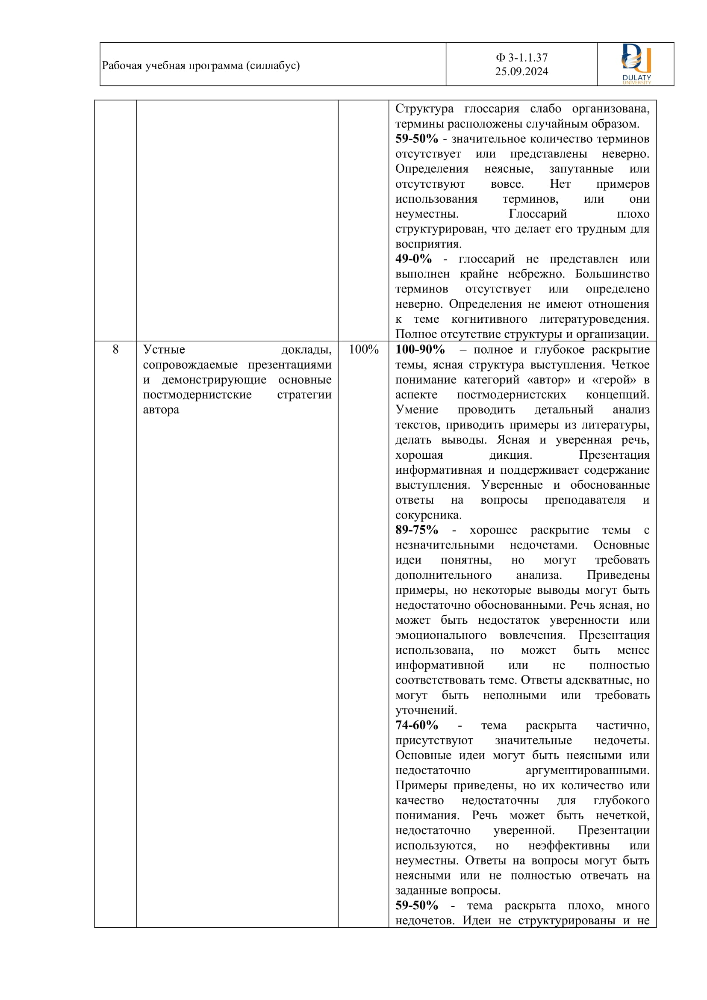 Рабочая учебная программа (силлабус)
Ф 3-1.1.37
25.09.2024
DULATY
UNIVERSITY
Структура глоссария слабо организована,
термины расположены случайным образом.
59-50% - значительное количество терминов
отсутствует или представлены неверно.
Определения неясные, запутанные или
отсутствуют вовсе. Нет примеров
использования терминов, или они
неуместны. Глоссарий плохо
структурирован, что делает его трудным для
восприятия.
49-0% - глоссарий не представлен или
выполнен крайне небрежно. Большинство
терминов отсутствует или определено
неверно. Определения не имеют отношения
к теме когнитивного литературоведения.
Полное отсутствие структуры и организации.
8
Устные доклады,
сопровождаемые презентациями
и демонстрирующие основные
постмодернистские стратегии
автора
100%
100-90% – полное и глубокое раскрытие
темы, ясная структура выступления. Четкое
понимание категорий «автор» и «герой» в
аспекте постмодернистских концепций.
Умение проводить детальный анализ
текстов, приводить примеры из литературы,
делать выводы. Ясная и уверенная речь,
хорошая дикция. Презентация
информативная и поддерживает содержание
выступления. Уверенные и обоснованные
ответы на вопросы преподавателя и
сокурсника.
89-75% - хорошее раскрытие темы с
незначительными недочетами. Основные
идеи понятны, но могут требовать
дополнительного анализа. Приведены
примеры, но некоторые выводы могут быть
недостаточно обоснованными. Речь ясная, но
может быть недостаток уверенности или
эмоционального вовлечения. Презентация
использована, но может быть менее
информативной или не полностью
соответствовать теме. Ответы адекватные, но
могут быть неполными или требовать
уточнений.
74-60% - тема раскрыта частично,
присутствуют значительные недочеты.
Основные идеи могут быть неясными или
недостаточно аргументированными.
Примеры приведены, но их количество или
качество недостаточны для глубокого
понимания. Речь может быть нечеткой,
недостаточно уверенной. Презентации
используются, но неэффективны или
неуместны. Ответы на вопросы могут быть
неясными или не полностью отвечать на
заданные вопросы.
59-50% - тема раскрыта плохо, много
недочетов. Идеи не структурированы и не